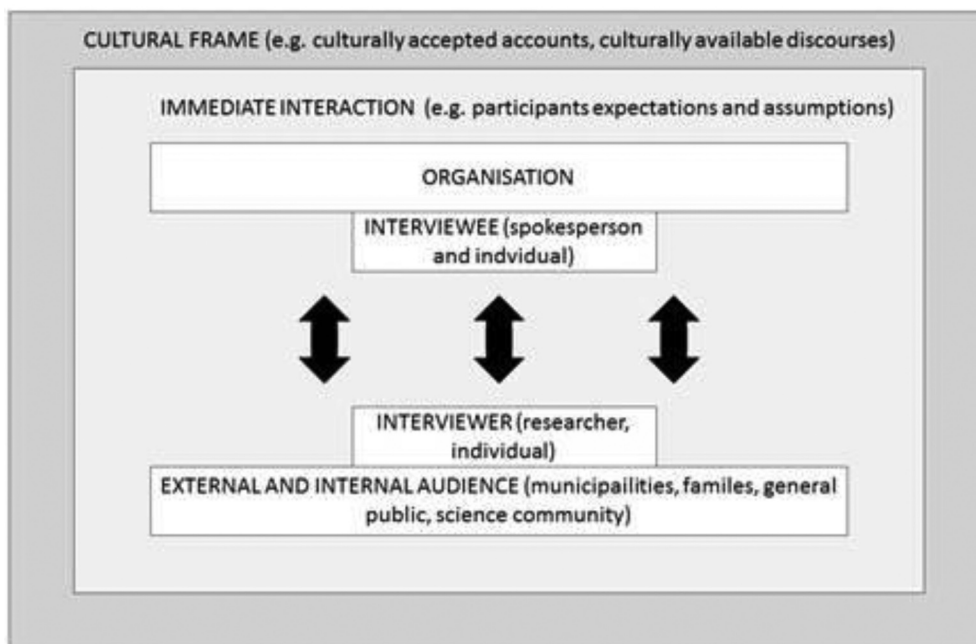 CULTURAL FRAME (e.g. culturally accepted accounts, culturally available discourses)
IMMEDIATE INTERACTION (e.g. participants expectations and assumptions)
ORGANISATION
INTERVIEWEE (spokesperson
and indvidual)
INTERVIEWER (researcher,
individual)
EXTERNAL AND INTERNAL AUDIENCE (municipailities, familes, general
public, science community)